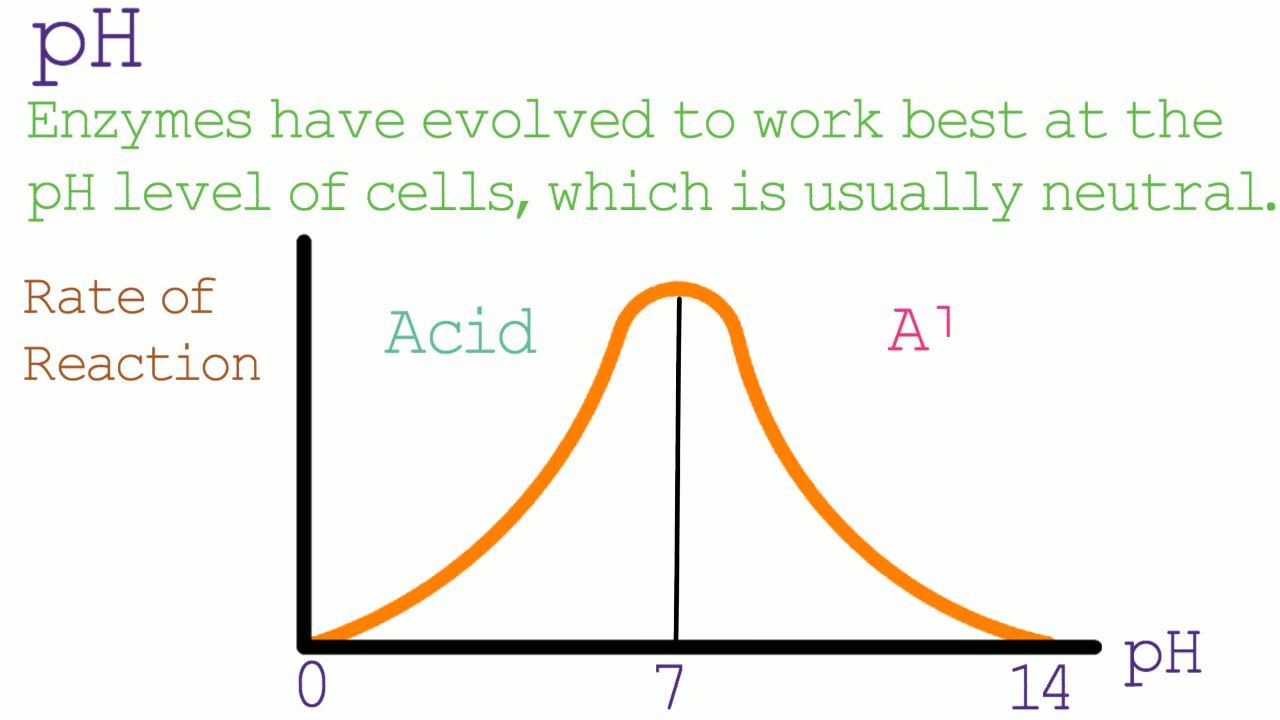 pH
Enzymes have evolved to work best at the
pH level of cells, which is usually neutral.
Rate of
Reaction
Acid
0
7
14
pH